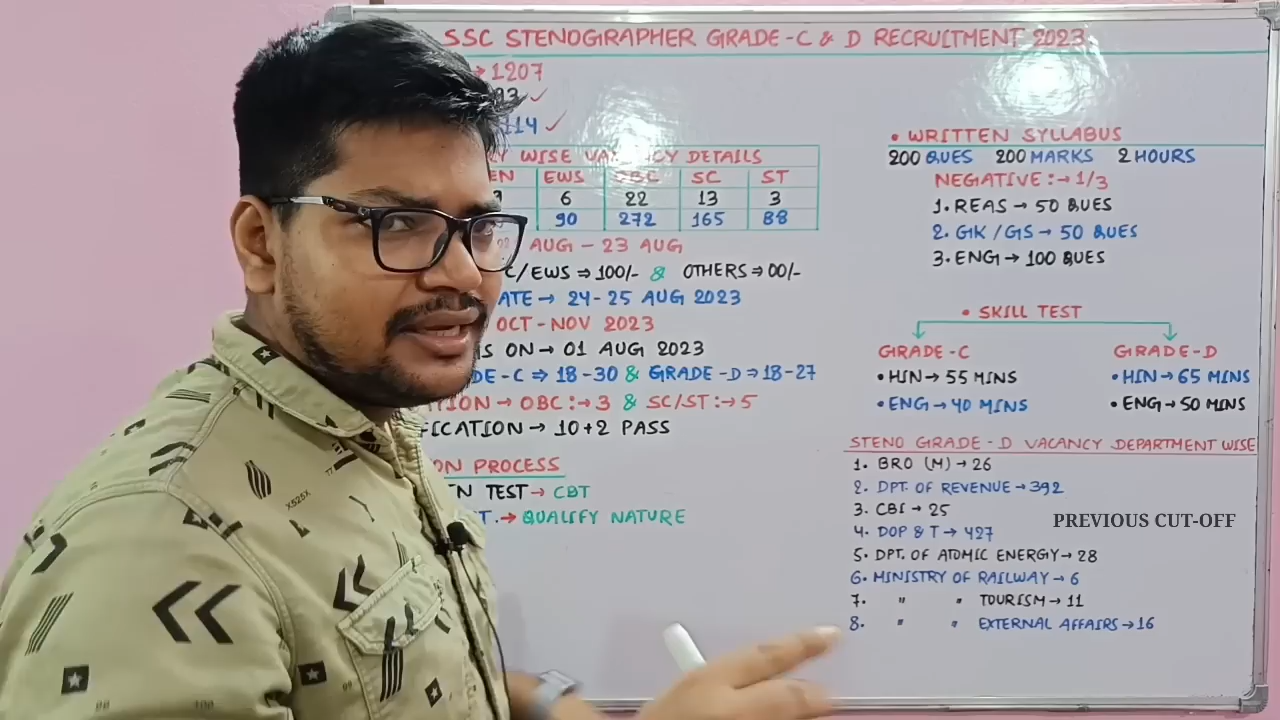 SSC STENOGRAPHER GRADE-C & D RECRUITMENT 2023
→ 1207
93 ✓
1114 ✓
WISE VACANCY DETAILS
EN EWS OBC SC ST
6 22 13 3
90 272 165 88
AUG - 23 AUG
C/EWS ⇒ 100/- & OTHERS ⇒ 00/-
ATE → 24-25 AUG 2023
OCT - NOV 2023
S ON → 01 AUG 2023
DE-C ⇒ 18-30 & GRADE-D ⇒ 18-27
ATION → OBC:→ 3 & SC/ST:→ 5
FICATION → 10+2 PASS
ON PROCESS
N TEST → CBT
T. → QUALIFY NATURE
• WRITTEN SYLLABUS
200 QUES 200 MARKS 2 HOURS
NEGATIVE:→ 1/3
1. REAS → 50 QUES
2. GK/GS → 50 QUES
3. ENG → 100 QUES
• SKILL TEST
GRADE-C GRADE-D
• HIN → 55 MINS • HIN → 65 MINS
• ENG → 40 MINS • ENG → 50 MINS
STENO GRADE-D VACANCY DEPARTMENT WISE
1. BRO (M) → 26
2. DPT. OF REVENUE → 392
3. CBI → 25
PREVIOUS CUT-OFF
4. DOP & T → 427
5. DPT. OF ATOMIC ENERGY → 28
6. MINISTRY OF RAILWAY → 6
7. " " TOURISM → 11
8. " " EXTERNAL AFFAIRS → 16